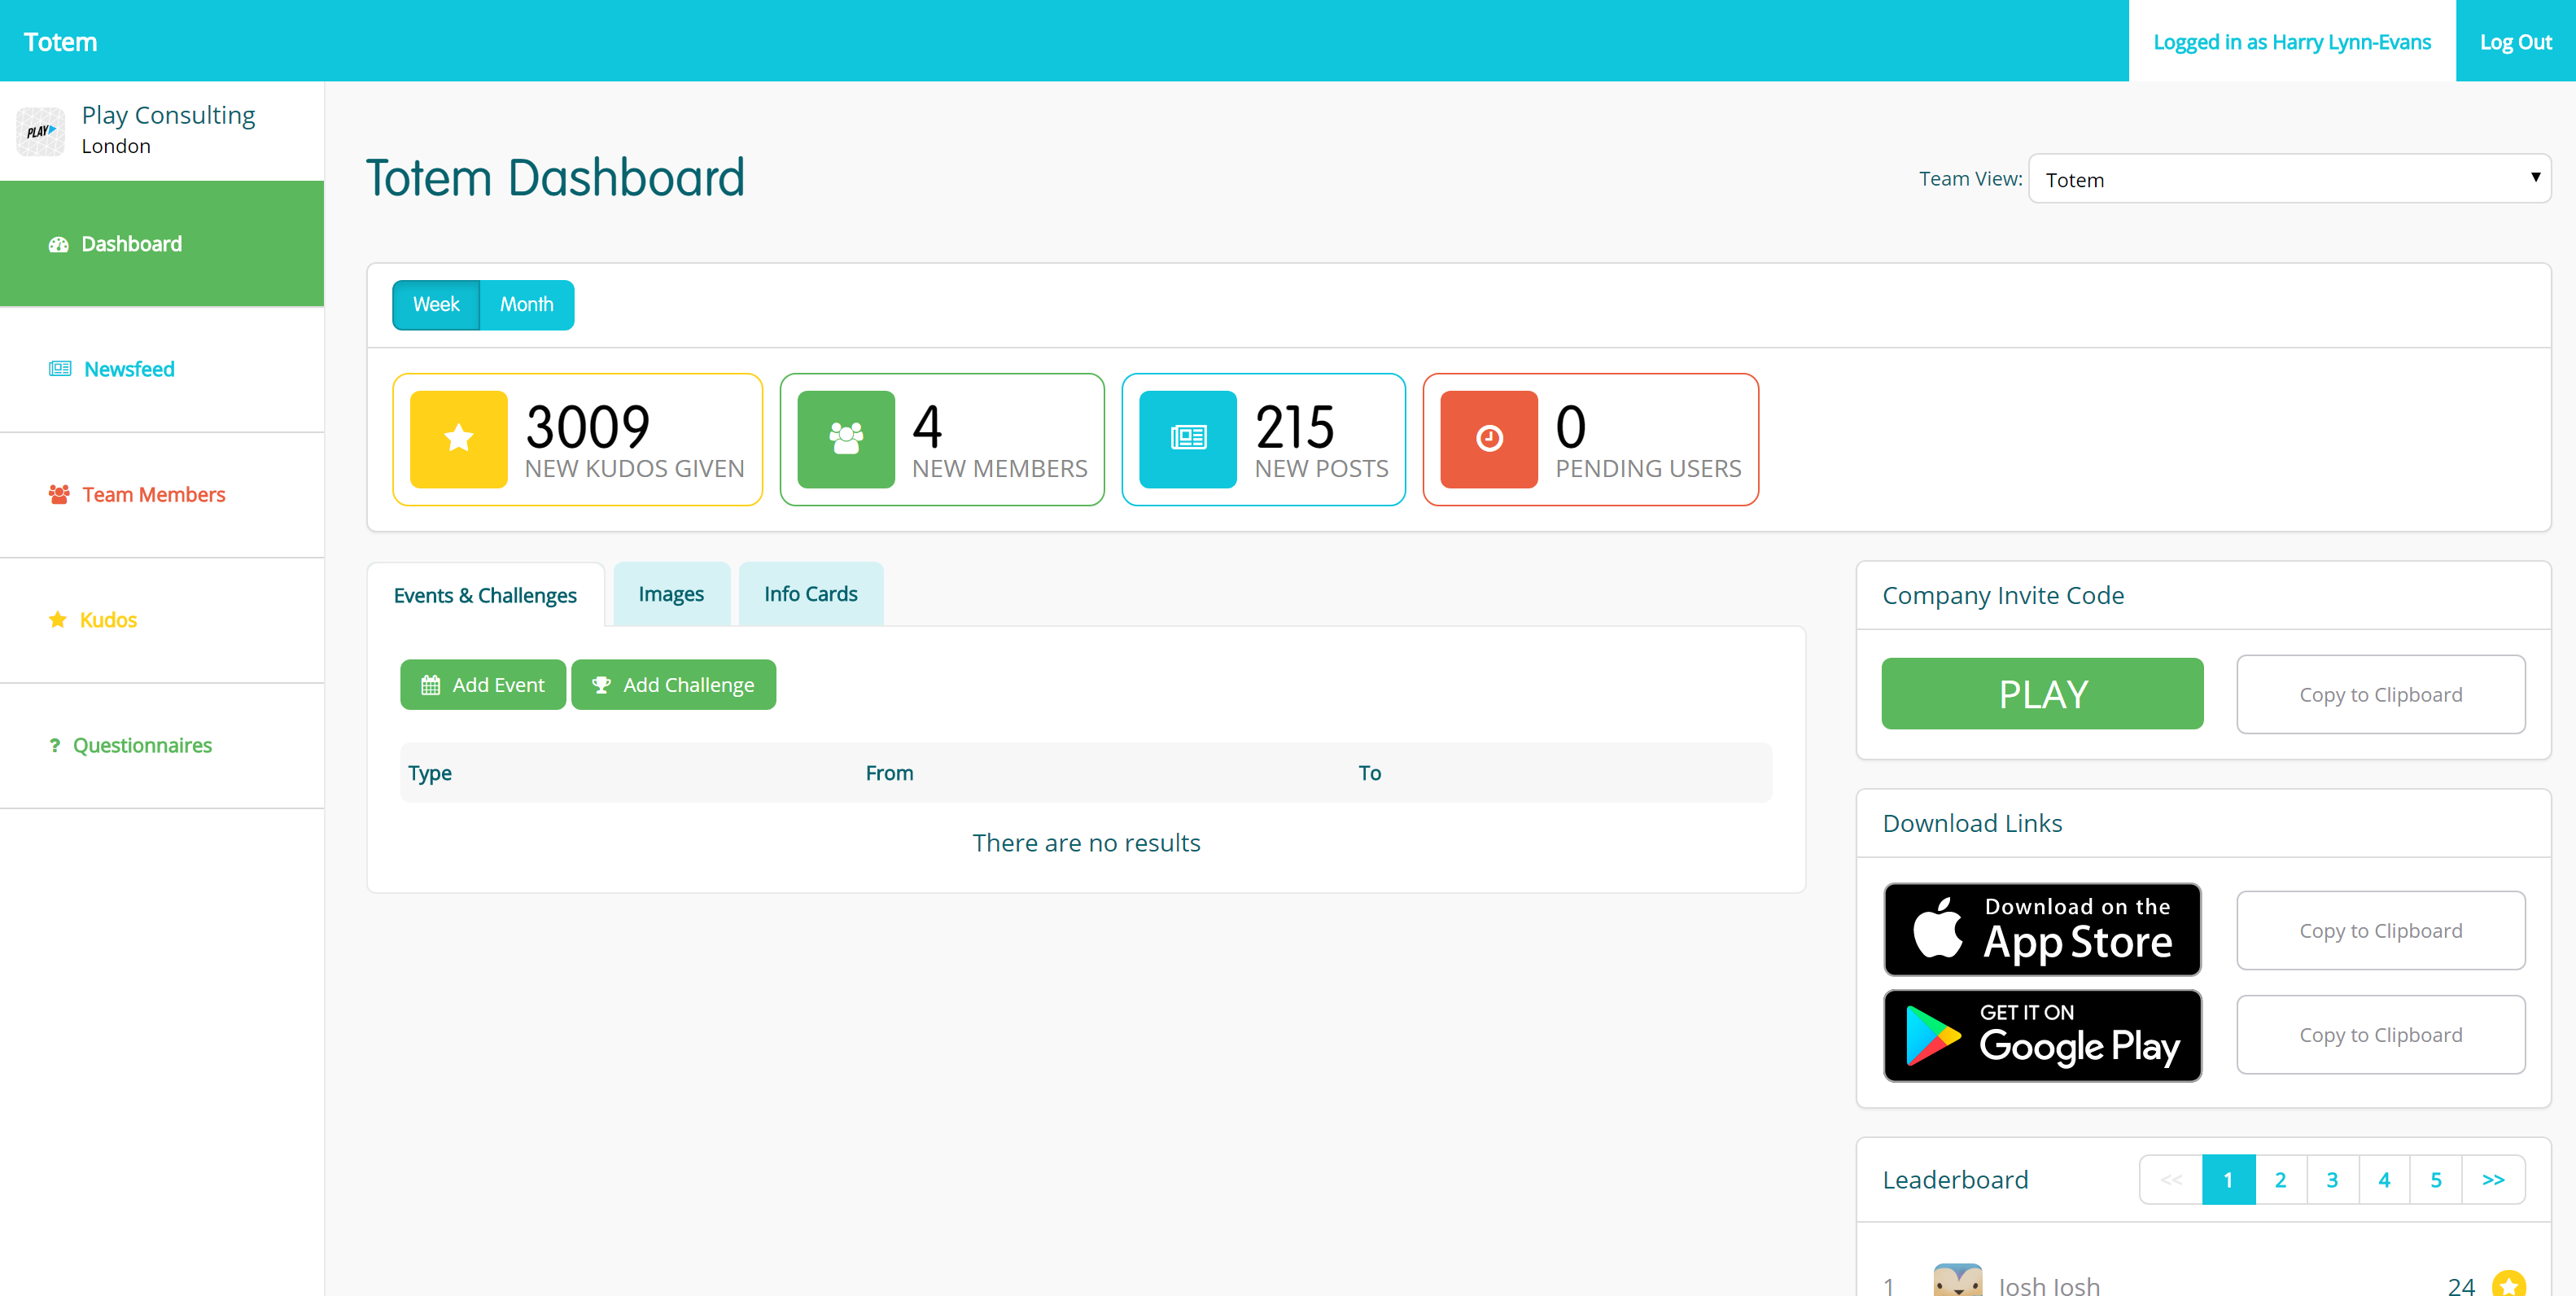 Totem
Logged in as Harry Lynn-Evans
Log Out
PLAY
Play Consulting
London
Dashboard
Newsfeed
Team Members
Kudos
? Questionnaires
Totem Dashboard
Team View:
Totem
Week
Month
3009
NEW KUDOS GIVEN
4
NEW MEMBERS
215
NEW POSTS
0
PENDING USERS
Events & Challenges
Images
Info Cards
Add Event
Add Challenge
Type
From
To
There are no results
Company Invite Code
PLAY
Copy to Clipboard
Download Links
Download on the
App Store
Copy to Clipboard
GET IT ON
Google Play
Copy to Clipboard
Leaderboard
<< 1 2 3 4 5 >>
1
Josh Josh
24